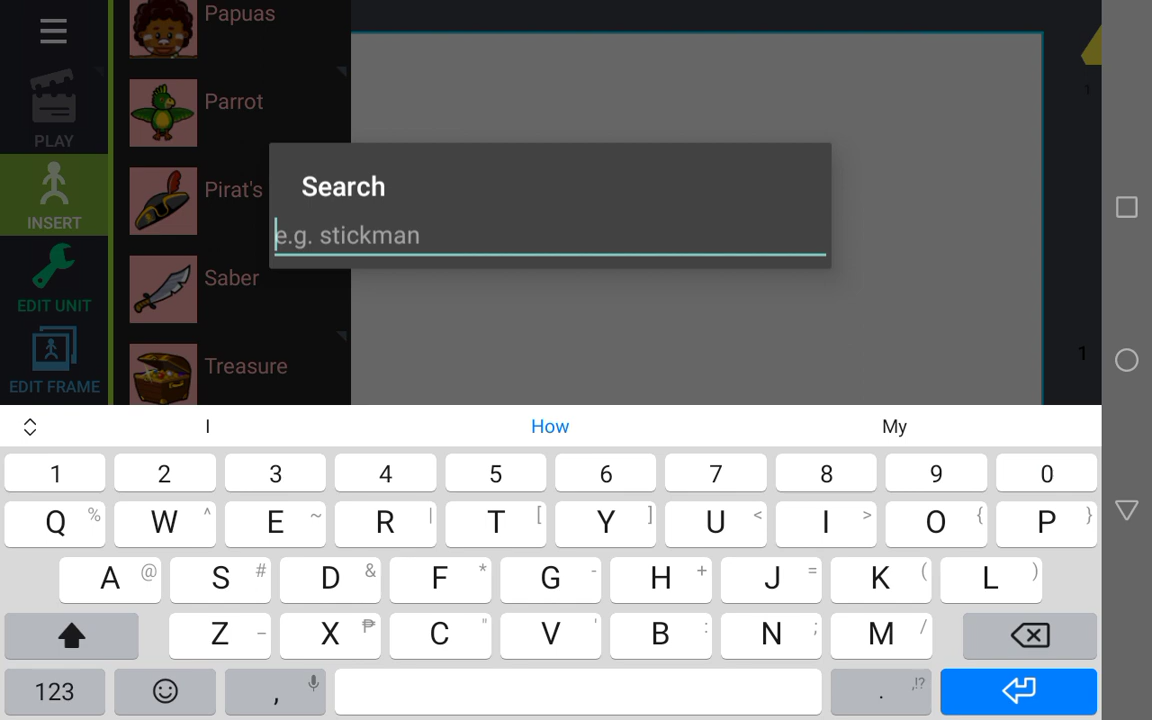 Papuas
Parrot
PLAY
Pirat's
Search
INSERT
e.g. stickman
Saber
EDIT UNIT
Treasure
EDIT FRAME
1
1
I How My
1 2 3 4 5 6 7 8 9 0
Q % W ^ E ~ R | T [ Y ] U < I > O { P }
A @ S # D & F * G - H + J = K ( L )
Z _ X ₱ C " V ' B : N ; M /
123 , . ,!?